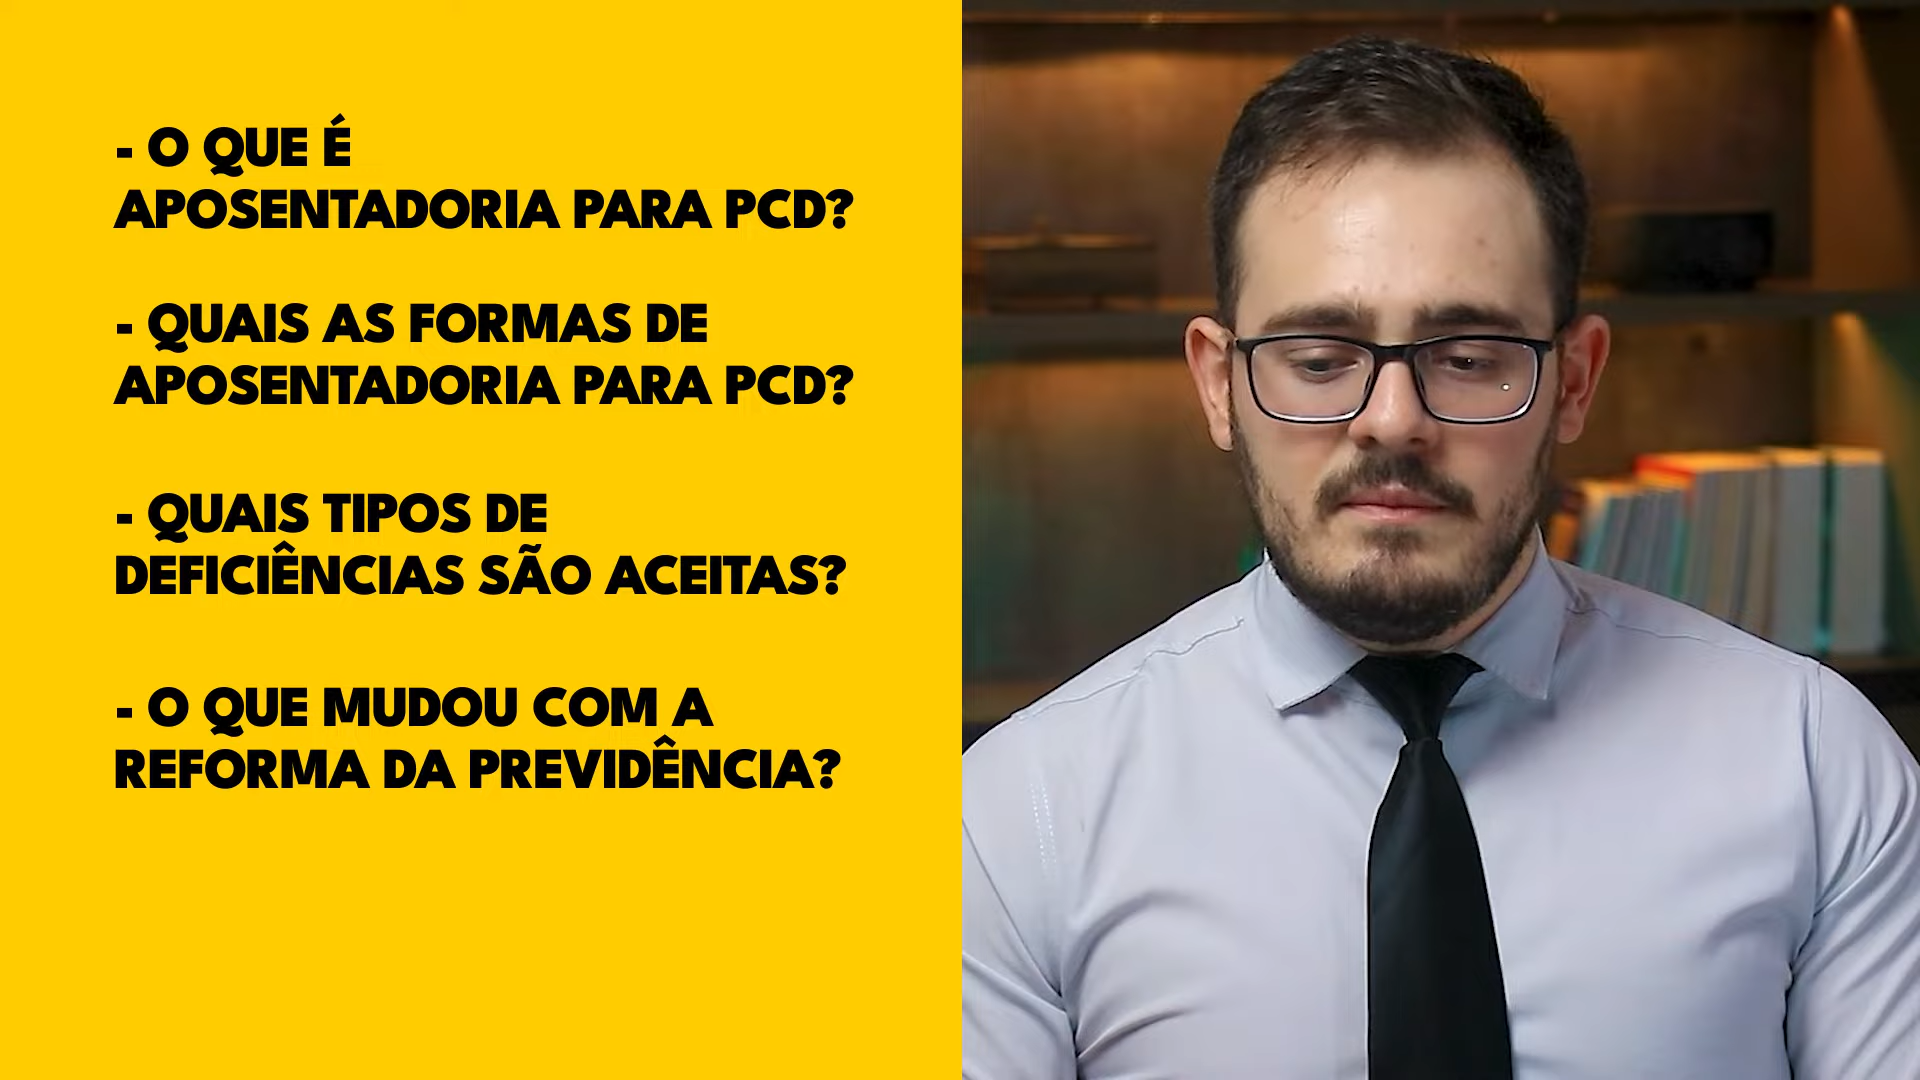 - O QUE É
APOSENTADORIA PARA PCD?
- QUAIS AS FORMAS DE
APOSENTADORIA PARA PCD?
- QUAIS TIPOS DE
DEFICIÊNCIAS SÃO ACEITAS?
- O QUE MUDOU COM A
REFORMA DA PREVIDÊNCIA?